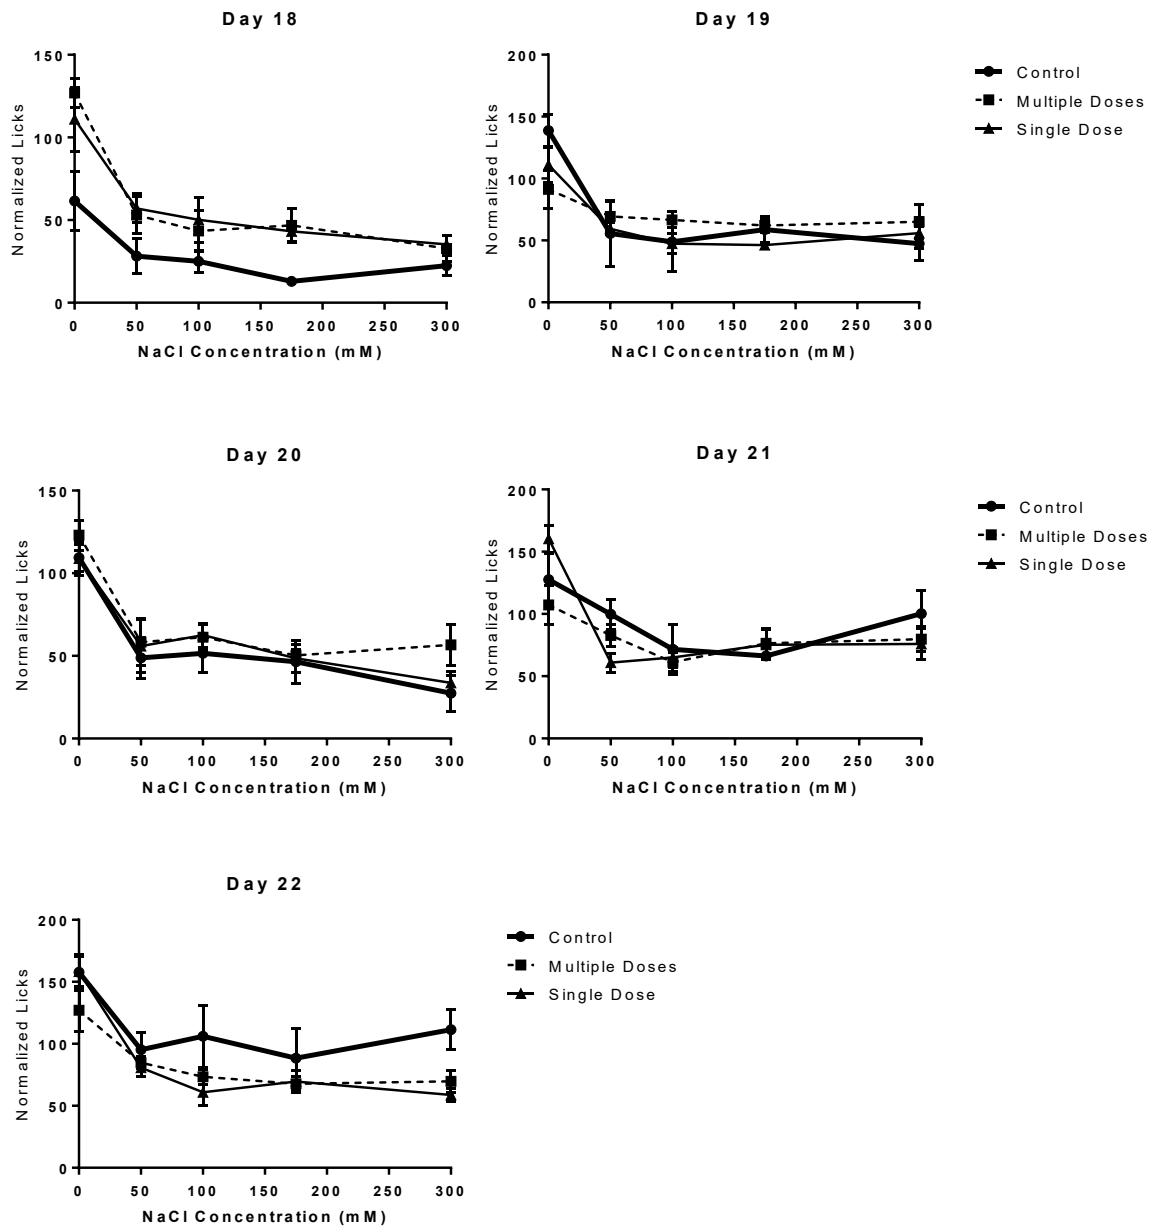 Day 18
Normalized Licks
150
100
50
0
0 50 100 150 200 250 300
NaCl Concentration (mM)
Day 19
Normalized Licks
200
150
100
50
0
0 50 100 150 200 250 300
NaCl Concentration (mM)
Control
Multiple Doses
Single Dose
Day 20
Normalized Licks
150
100
50
0
0 50 100 150 200 250 300
NaCl Concentration (mM)
Day 21
Normalized Licks
200
150
100
50
0
0 50 100 150 200 250 300
NaCl Concentration (mM)
Control
Multiple Doses
Single Dose
Day 22
Normalized Licks
200
150
100
50
0
0 50 100 150 200 250 300
NaCl Concentration (mM)
Control
Multiple Doses
Single Dose